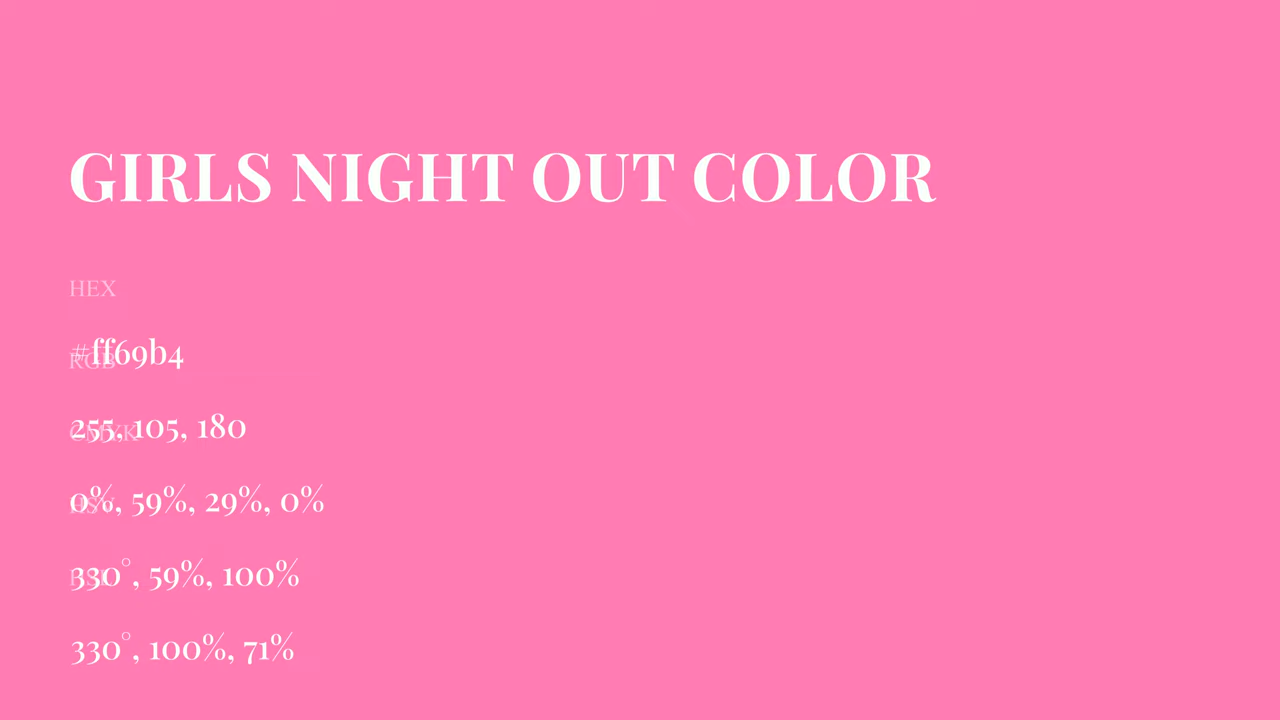 GIRLS NIGHT OUT COLOR
HEX
#ff69b4
RGB
255, 105, 180
CMYK
0%, 59%, 29%, 0%
HSV
330°, 59%, 100%
330°, 100%, 71%